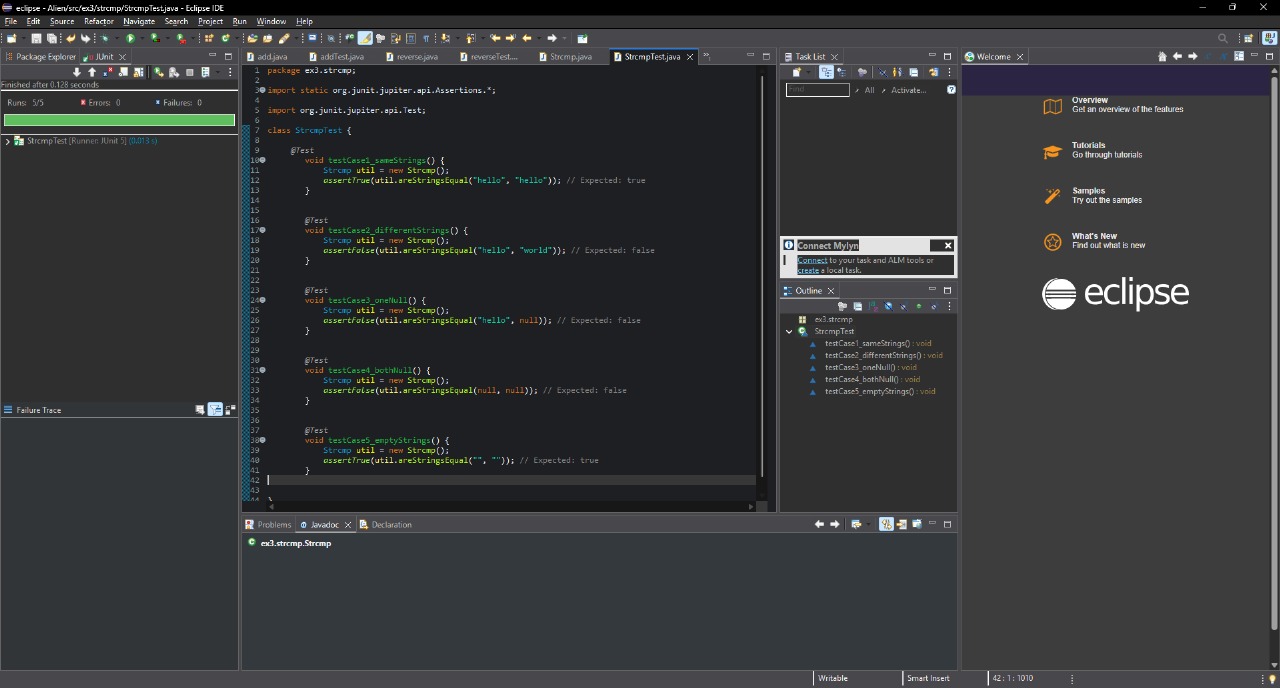 eclipse - Alien/src/ex3/strcmp/StrcmpTest.java - Eclipse IDE
File Edit Source Refactor Navigate Search Project Run Window Help
Package Explorer JUnit
Finished after 0.128 seconds
Runs: 5/5 Errors: 0 Failures: 0
StrcmpTest [Runner: JUnit 5] (0.013 s)
Failure Trace
add.java addTest.java reverse.java reverseTest.... Strcmp.java StrcmpTest.java
1 package ex3.strcmp;
2
3 import static org.junit.jupiter.api.Assertions.*;
4
5 import org.junit.jupiter.api.Test;
6
7 class StrcmpTest {
8
9 @Test
10 void testCase1_sameStrings() {
11 Strcmp util = new Strcmp();
12 assertTrue(util.areStringsEqual("hello", "hello")); // Expected: true
13 }
14
15
16 @Test
17 void testCase2_differentStrings() {
18 Strcmp util = new Strcmp();
19 assertFalse(util.areStringsEqual("hello", "world")); // Expected: false
20 }
21
22
23 @Test
24 void testCase3_oneNull() {
25 Strcmp util = new Strcmp();
26 assertFalse(util.areStringsEqual("hello", null)); // Expected: false
27 }
28
29
30 @Test
31 void testCase4_bothNull() {
32 Strcmp util = new Strcmp();
33 assertFalse(util.areStringsEqual(null, null)); // Expected: false
34 }
35
36
37 @Test
38 void testCase5_emptyStrings() {
39 Strcmp util = new Strcmp();
40 assertTrue(util.areStringsEqual("", "")); // Expected: true
41 }
42
43
44 }
Problems Javadoc Declaration
ex3.strcmp.Strcmp
Task List
Find All Activate...
Connect Mylyn
Connect to your task and ALM tools or
create a local task.
Outline
ex3.strcmp
StrcmpTest
testCase1_sameStrings() : void
testCase2_differentStrings() : void
testCase3_oneNull() : void
testCase4_bothNull() : void
testCase5_emptyStrings() : void
Welcome
Overview
Get an overview of the features
Tutorials
Go through tutorials
Samples
Try out the samples
What's New
Find out what is new
eclipse
Writable Smart Insert 42 : 1 : 1010